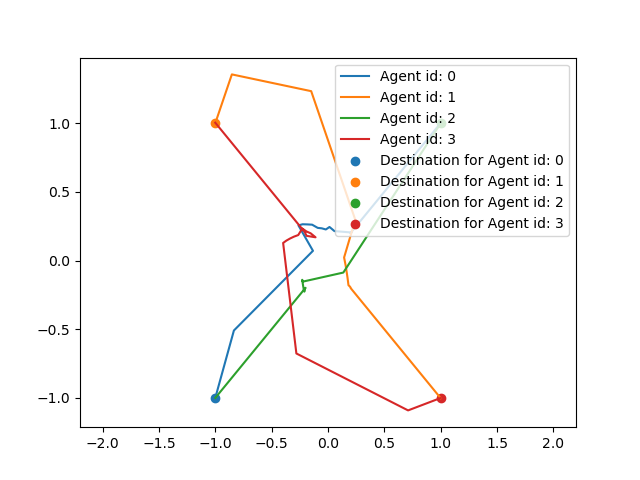 Agent id: 0
Agent id: 1
Agent id: 2
Agent id: 3
Destination for Agent id: 0
Destination for Agent id: 1
Destination for Agent id: 2
Destination for Agent id: 3
1.0
0.5
0.0
−0.5
−1.0
−2.0 −1.5 −1.0 −0.5 0.0 0.5 1.0 1.5 2.0